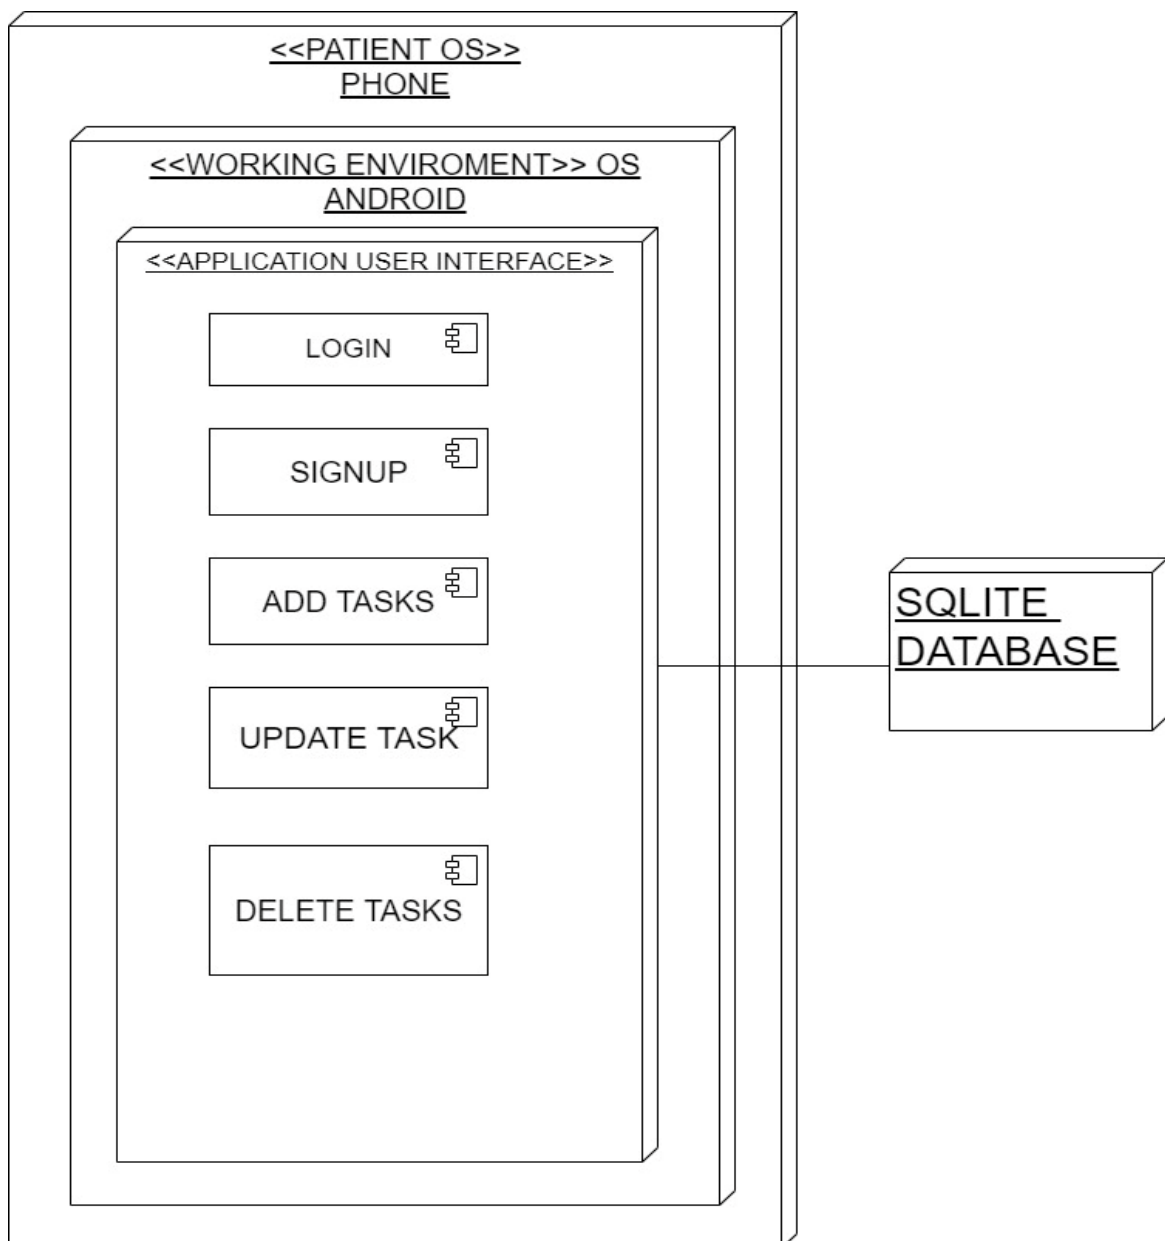 <<PATIENT OS>>
PHONE
<<WORKING ENVIROMENT>> OS
ANDROID
<<APPLICATION USER INTERFACE>>
LOGIN
SIGNUP
ADD TASKS
UPDATE TASK
DELETE TASKS
SQLITE
DATABASE